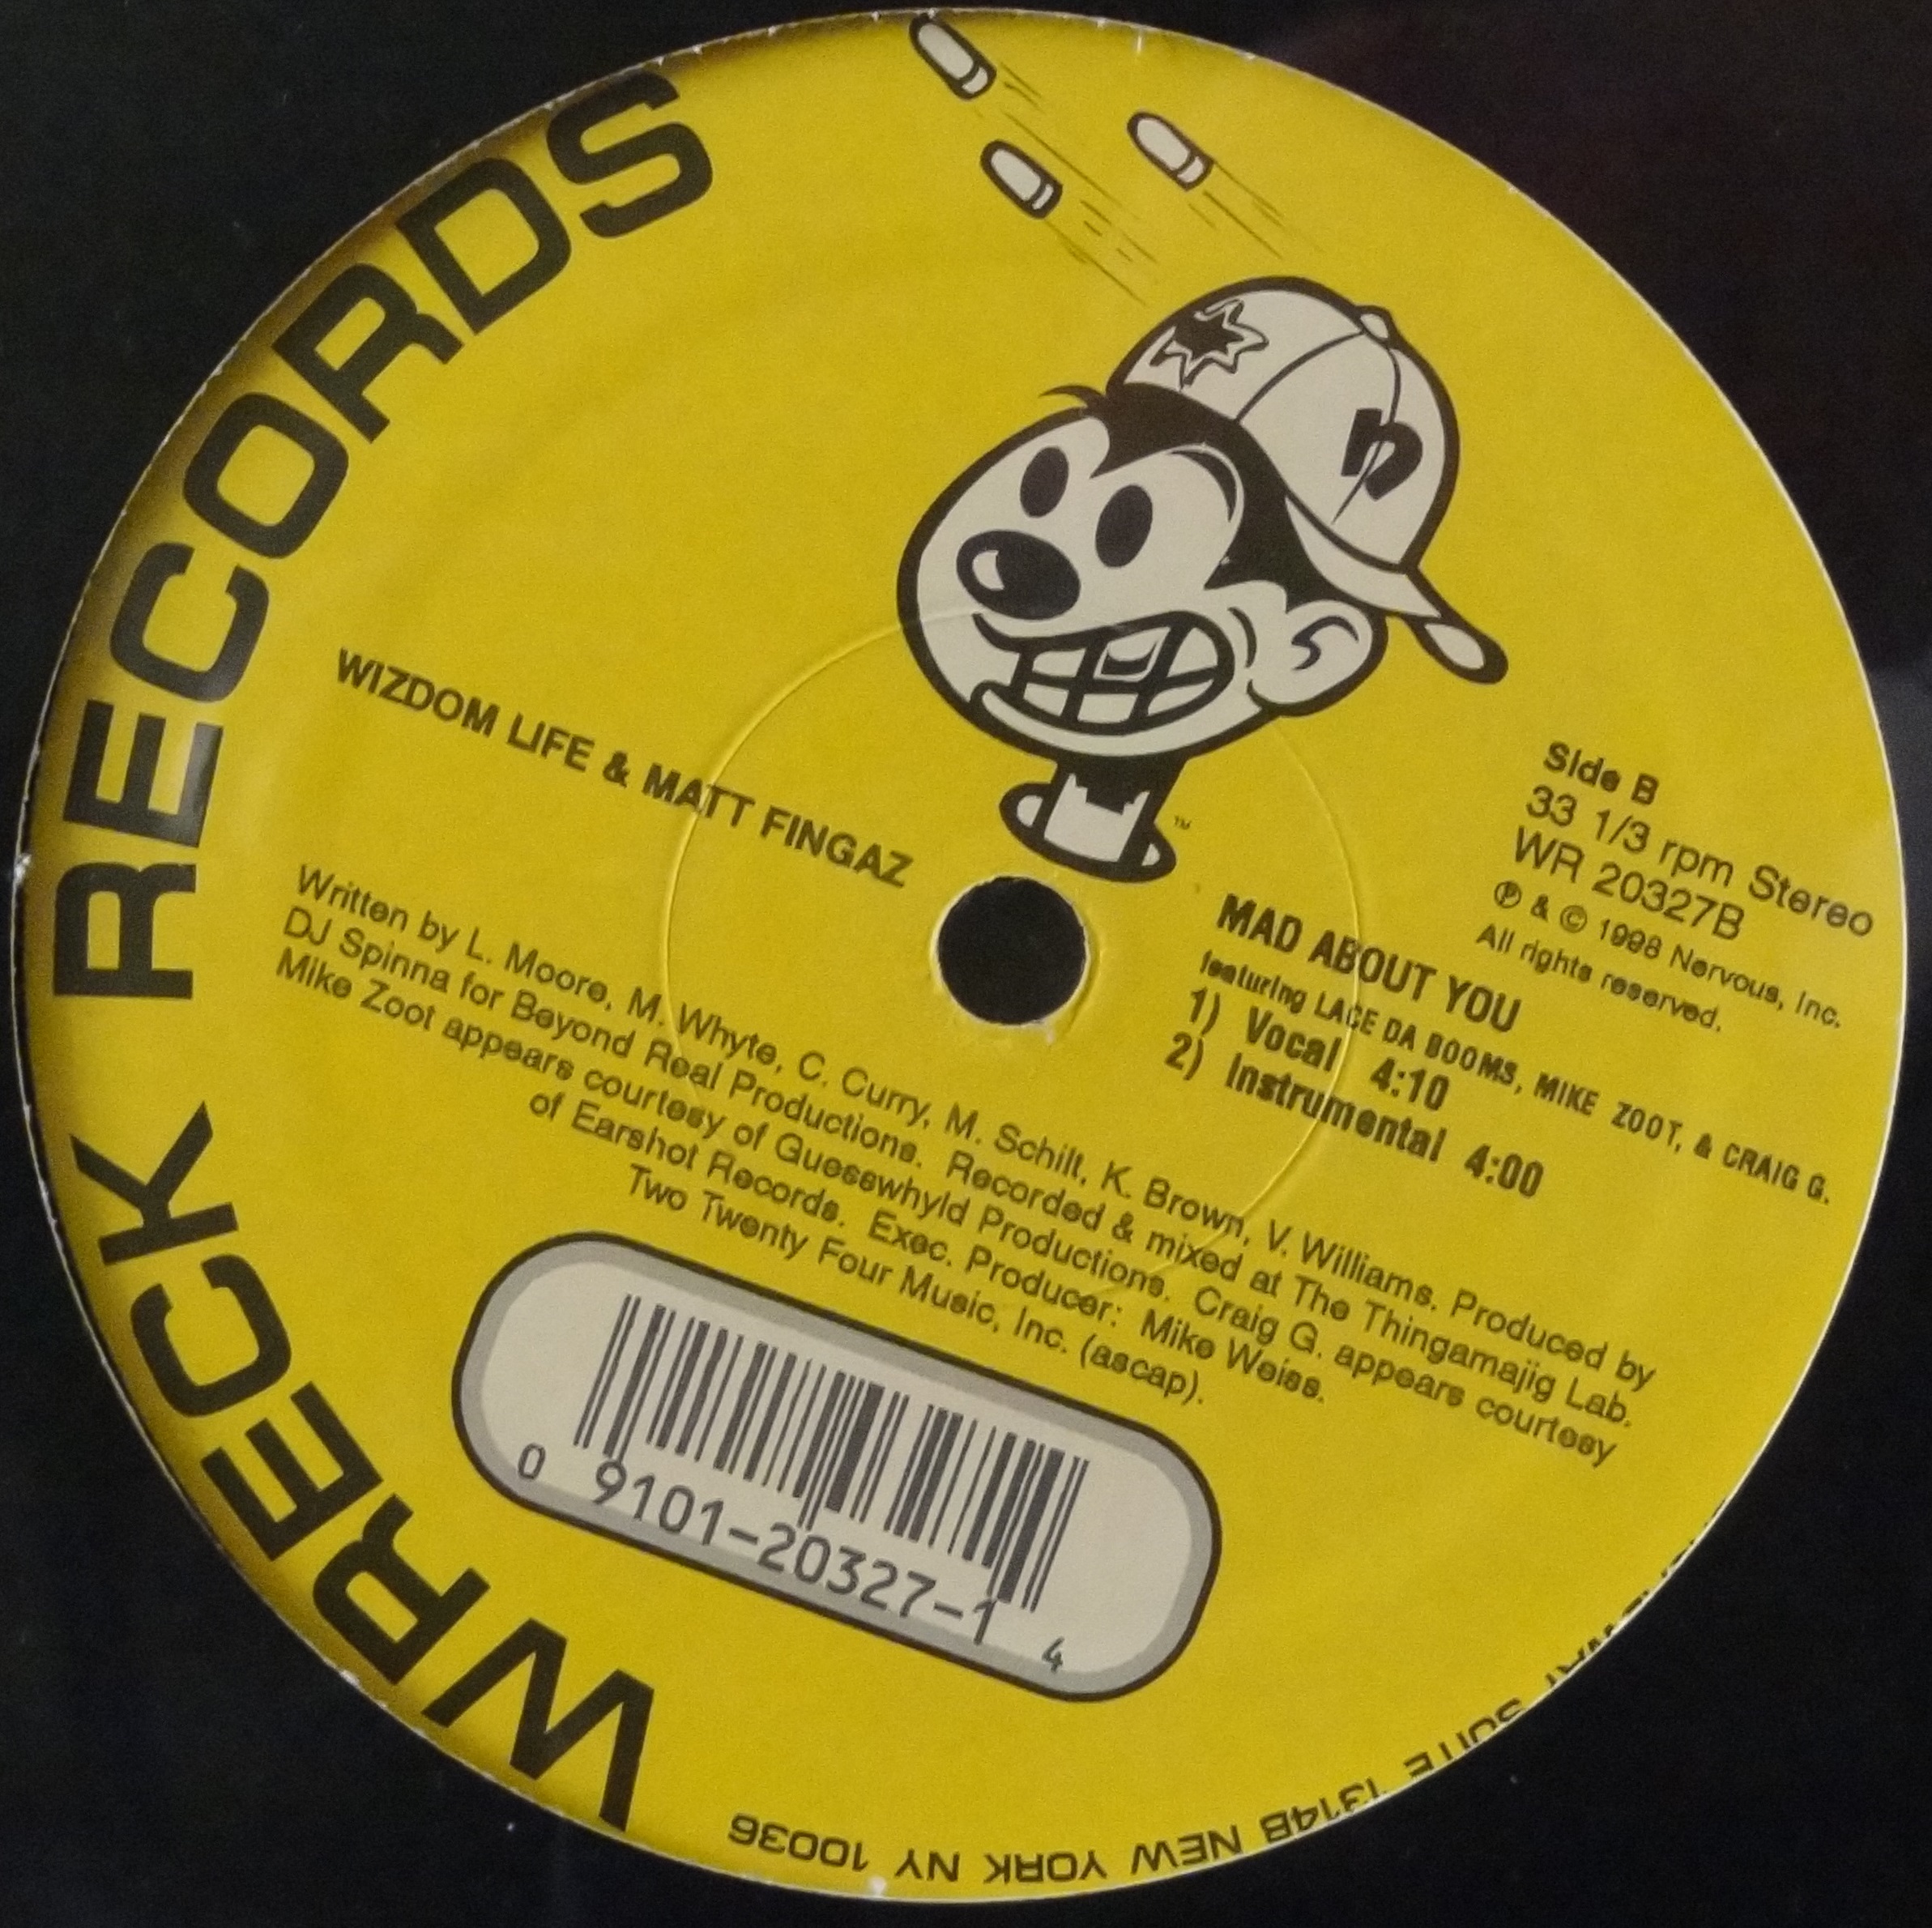 WRECK RECORDS
n
TM
WIZDOM LIFE & MATT FINGAZ
Side B
33 1/3 rpm Stereo
WR 20327B
℗ & © 1998 Nervous, Inc.
All rights reserved.
MAD ABOUT YOU
featuring LACE DA BOOMS, MIKE ZOOT, & CRAIG G.
1) Vocal 4:10
2) Instrumental 4:00
Written by L. Moore, M. Whyte, C. Curry, M. Schilt, K. Brown, V. Williams. Produced by
DJ Spinna for Beyond Real Productions. Recorded & mixed at The Thingamajig Lab.
Mike Zoot appears courtesy of Guesswhyld Productions. Craig G. appears courtesy
of Earshot Records. Exec. Producer: Mike Weiss.
Two Twenty Four Music, Inc. (ascap).
0 9101-20327-1 4
SUITE 1314B NEW YORK NY 10036